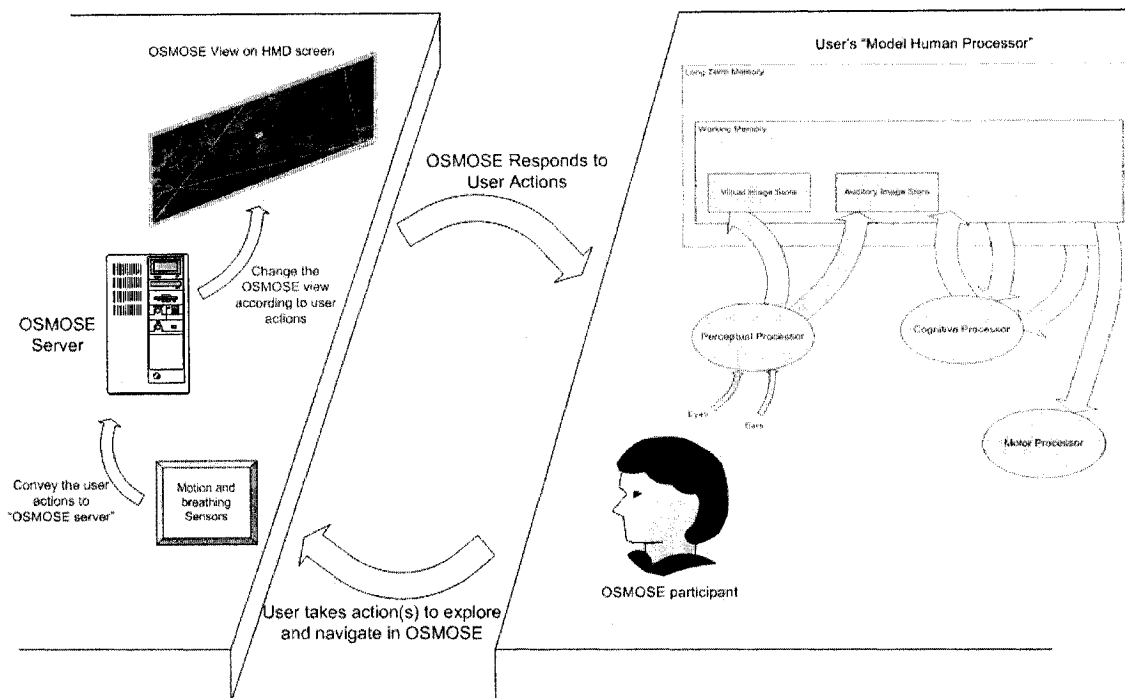 OSMOSE View on HMD screen
Change the
OSMOSE view
according to user
actions
OSMOSE
Server
Convey the user
actions to
"OSMOSE server"
Motion and
breathing
Sensors
OSMOSE Responds to
User Actions
User takes action(s) to explore
and navigate in OSMOSE
User's "Model Human Processor"
Long Term Memory
Working Memory
Image Store
Auditory Image Store
Perceptual Processor
Cognitive Processor
Eyes
Ears
Motor Processor
OSMOSE participant